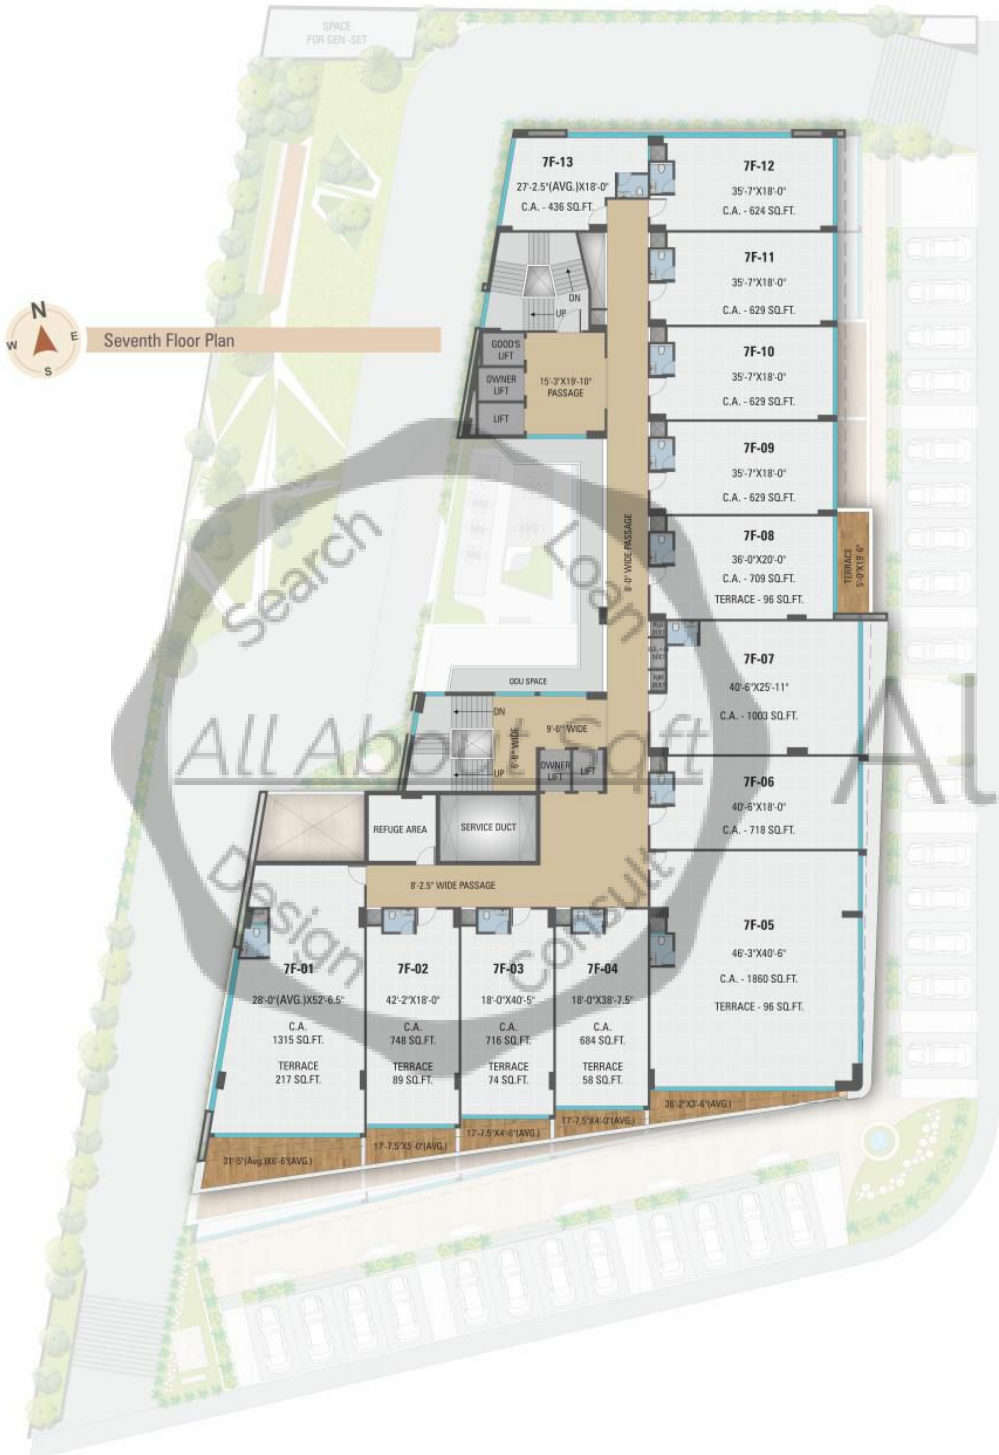 SPACE
FOR GEN-SET
7F-13
27'-2.5"(AVG.)X18'-0"
C.A. - 436 SQ.FT.
7F-12
35'-7"X18'-0"
C.A. - 624 SQ.FT.
7F-11
35'-7"X18'-0"
C.A. - 629 SQ.FT.
DN
UP
N
W
E
S
Seventh Floor Plan
GOOD'S
LIFT
OWNER
LIFT
LIFT
15'-3"X19'-10"
PASSAGE
7F-10
35'-7"X18'-0"
C.A. - 629 SQ.FT.
7F-09
35'-7"X18'-0"
C.A. - 629 SQ.FT.
8'-0" WIDE PASSAGE
7F-08
36'-0"X20'-0"
C.A. - 709 SQ.FT.
TERRACE - 96 SQ.FT.
TERRACE
5'-0"X19'-6"
Search
Loan
7F-07
40'-6"X25'-11"
C.A. - 1003 SQ.FT.
ODU SPACE
DN
UP
6'-6" WIDE
9'-6" WIDE
OWNER
LIFT
LIFT
All About Sqft
Al
7F-06
40'-6"X18'-0"
C.A. - 718 SQ.FT.
REFUGE AREA
SERVICE DUCT
8'-2.5" WIDE PASSAGE
Design
Consult
7F-05
46'-3"X40'-6"
C.A. - 1860 SQ.FT.
TERRACE - 96 SQ.FT.
7F-01
28'-0"(AVG.)X52'-6.5"
C.A.
1315 SQ.FT.
TERRACE
217 SQ.FT.
7F-02
42'-2"X18'-0"
C.A.
748 SQ.FT.
TERRACE
89 SQ.FT.
7F-03
18'-0"X40'-5"
C.A.
716 SQ.FT.
TERRACE
74 SQ.FT.
7F-04
18'-0"X38'-7.5"
C.A.
684 SQ.FT.
TERRACE
58 SQ.FT.
31'-5"(Avg.)X6'-6"(AVG.)
17'-7.5"X5'-0"(AVG.)
17'-7.5"X4'-6"(AVG.)
17'-7.5"X4'-0"(AVG.)
36'-2"X3'-6"(AVG.)